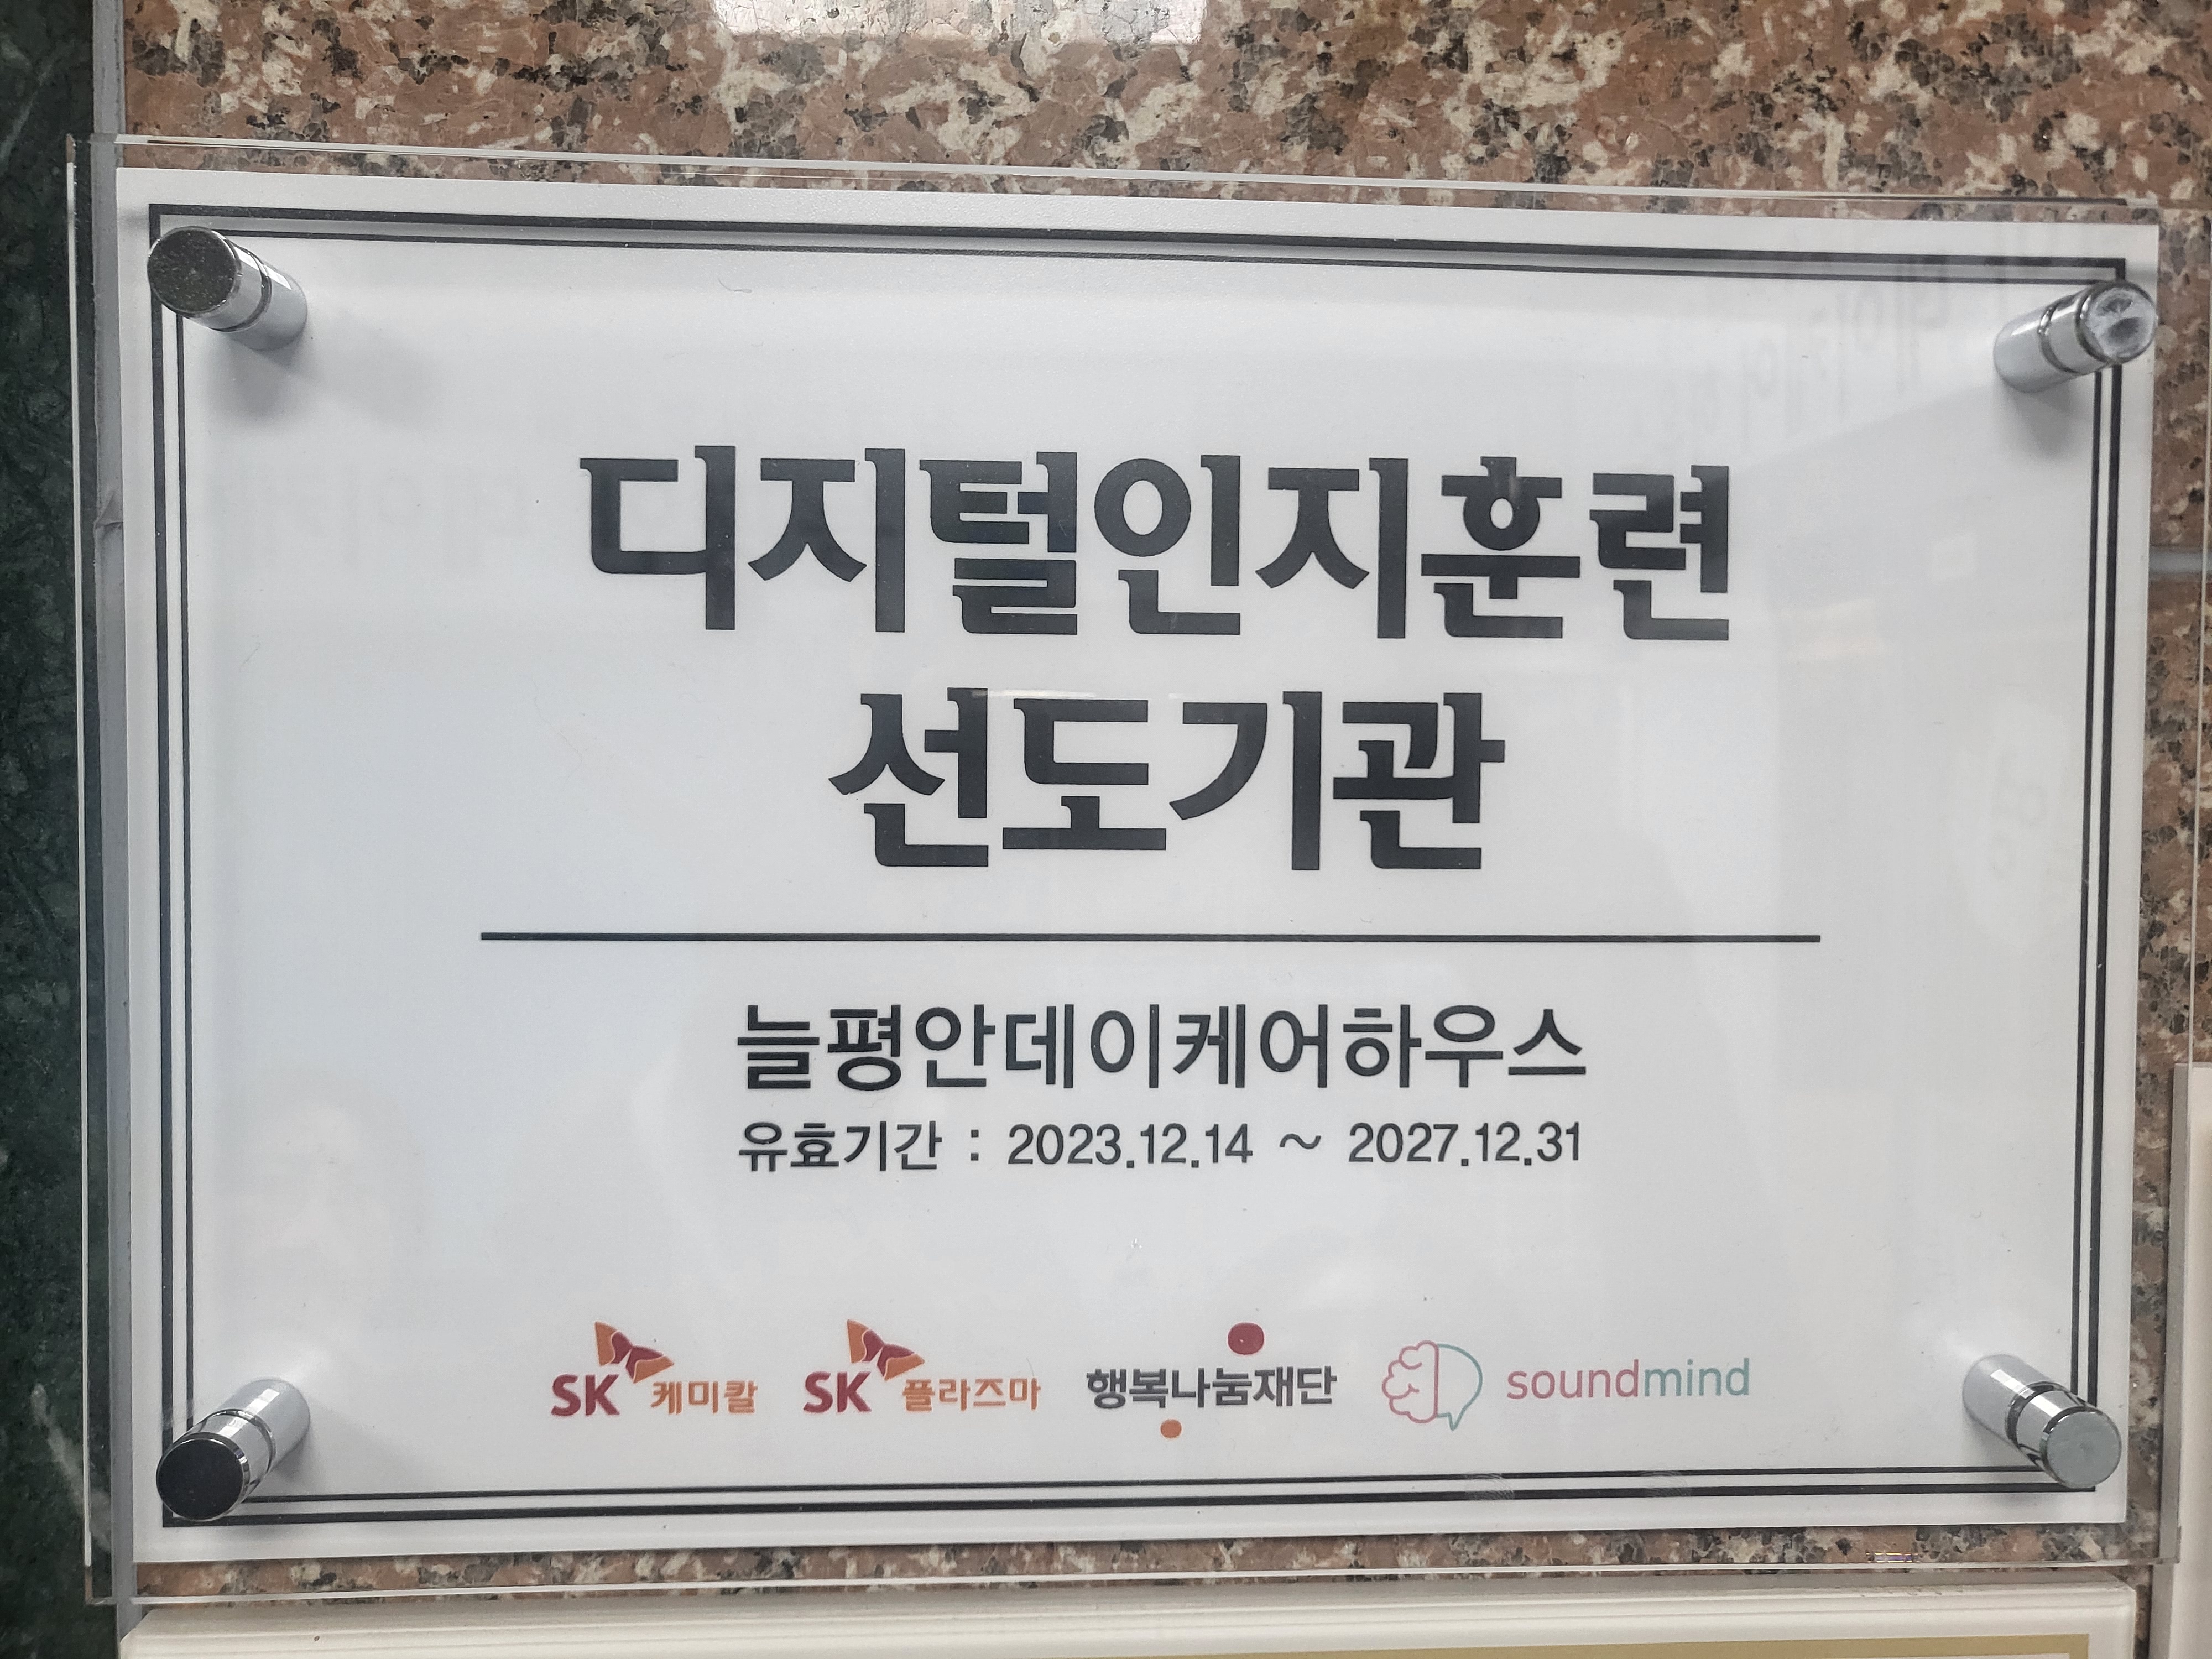 디지털인지훈련
선도기관
늘평안데이케어하우스
유효기간 : 2023.12.14 ~ 2027.12.31
SK 케미칼 SK 플라즈마 행복나눔재단 soundmind